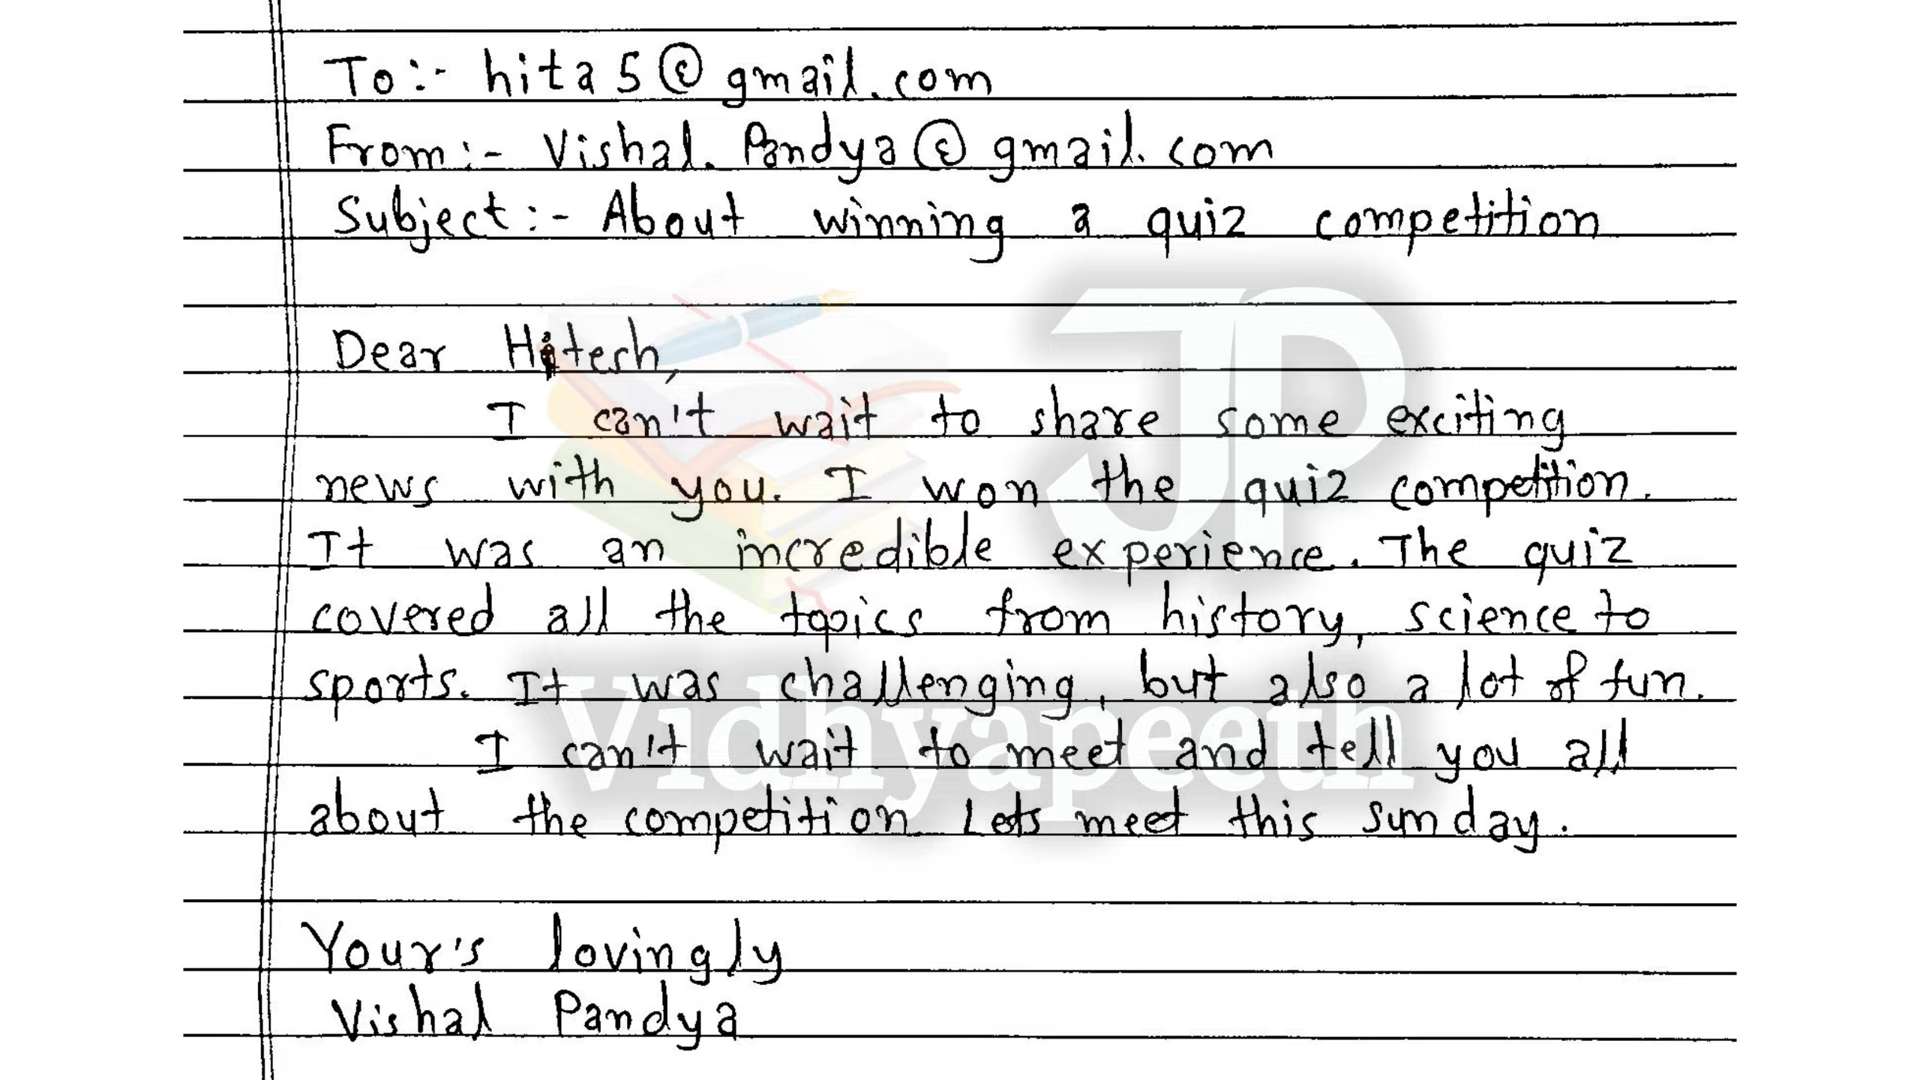 To:- hita5@gmail.com
From:- Vishal.Pandya@gmail.com
Subject:- About winning a quiz competition
Dear Hitesh,
I can't wait to share some exciting
news with you. I won the quiz competition.
It was an incredible experience. The quiz
covered all the topics from history, science to
sports. It was challenging, but also a lot of fun.
I can't wait to meet and tell you all
about the competition Lets meet this sunday.
Your's lovingly
Vishal Pandya
JP
Vidhyapeeth